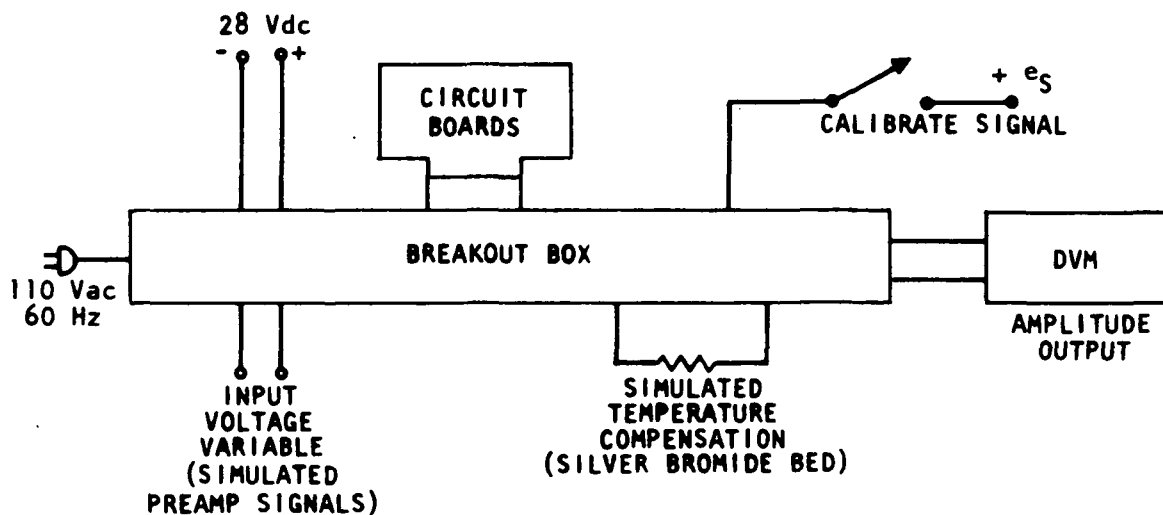 28 Vdc
- +
CIRCUIT
BOARDS
+ eS
CALIBRATE SIGNAL
BREAKOUT BOX
DVM
110 Vac
60 Hz
AMPLITUDE
OUTPUT
INPUT
VOLTAGE
VARIABLE
(SIMULATED
PREAMP SIGNALS)
SIMULATED
TEMPERATURE
COMPENSATION
(SILVER BROMIDE BED)